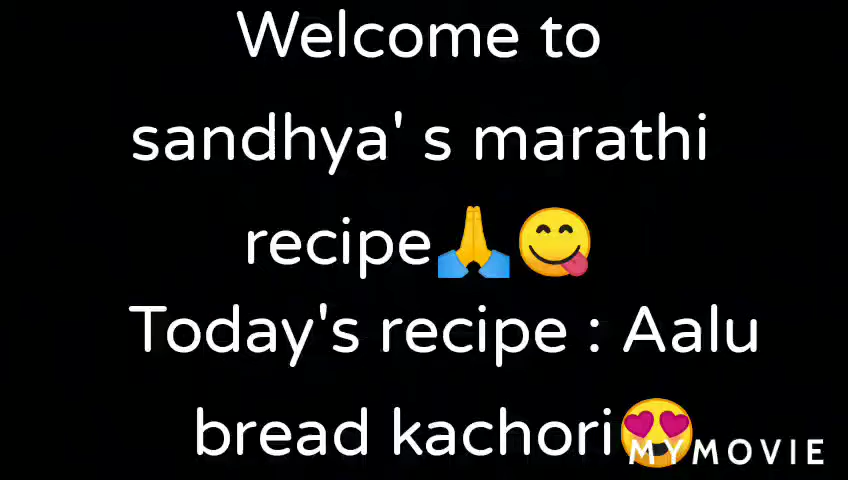 Welcome to
sandhya' s marathi
recipe🙏😋
Today's recipe : Aalu
bread kachori😍
MYMOVIE